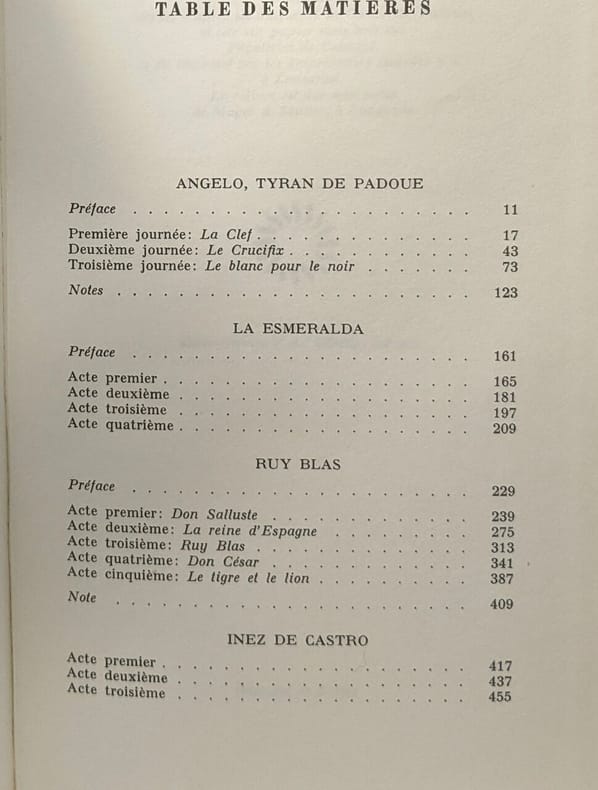 TABLE DES MATIÈRES
ANGELO, TYRAN DE PADOUE
Préface . . . . . . . . . . . . . . . . . . . . . . 11
Première journée: La Clef . . . . . . . . . . . . . . 17
Deuxième journée: Le Crucifix . . . . . . . . . . . . 43
Troisième journée: Le blanc pour le noir . . . . . . . 73
Notes . . . . . . . . . . . . . . . . . . . . . . . 123
LA ESMERALDA
Préface . . . . . . . . . . . . . . . . . . . . . . 161
Acte premier . . . . . . . . . . . . . . . . . . . . 165
Acte deuxième . . . . . . . . . . . . . . . . . . . 181
Acte troisième . . . . . . . . . . . . . . . . . . . 197
Acte quatrième . . . . . . . . . . . . . . . . . . . 209
RUY BLAS
Préface . . . . . . . . . . . . . . . . . . . . . . 229
Acte premier: Don Salluste . . . . . . . . . . . . . 239
Acte deuxième: La reine d'Espagne . . . . . . . . . . 275
Acte troisième: Ruy Blas . . . . . . . . . . . . . . 313
Acte quatrième: Don César . . . . . . . . . . . . . . 341
Acte cinquième: Le tigre et le lion . . . . . . . . . . 387
Note . . . . . . . . . . . . . . . . . . . . . . . 409
INEZ DE CASTRO
Acte premier . . . . . . . . . . . . . . . . . . . . 417
Acte deuxième . . . . . . . . . . . . . . . . . . . 437
Acte troisième . . . . . . . . . . . . . . . . . . . 455